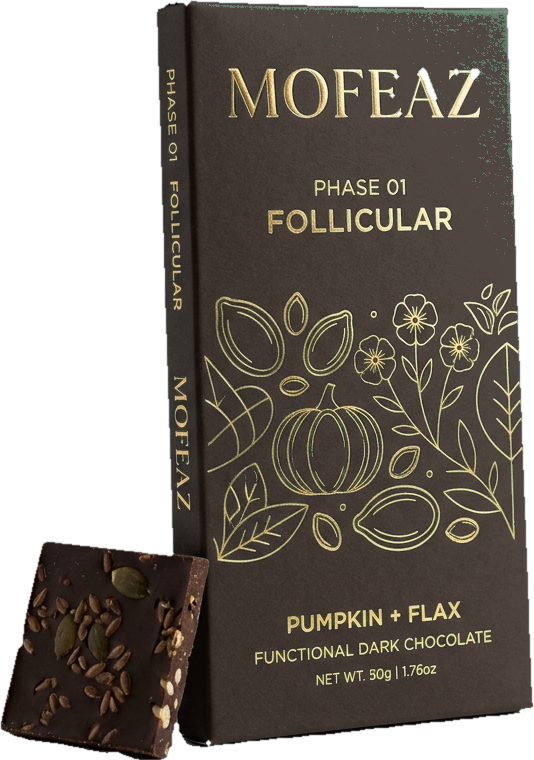 MOFEAZ
PHASE 01
FOLLICULAR
PUMPKIN + FLAX
FUNCTIONAL DARK CHOCOLATE
NET WT. 50g | 1.76oz
PHASE 01 FOLLICULAR MOFEAZ